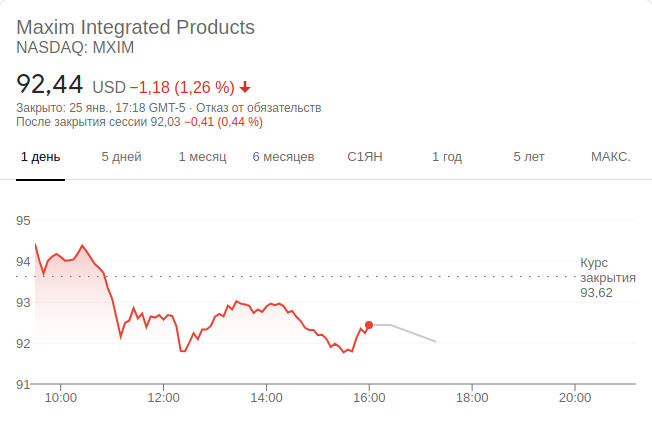 Maxim Integrated Products
NASDAQ: MXIM
92,44 USD −1,18 (1,26 %)
Закрыто: 25 янв., 17:18 GMT-5 · Отказ от обязательств
После закрытия сессии 92,03 −0,41 (0,44 %)
1 день 5 дней 1 месяц 6 месяцев С1ЯН 1 год 5 лет МАКС.
95
94
Курс
закрытия
93,62
93
92
91
10:00 12:00 14:00 16:00 18:00 20:00